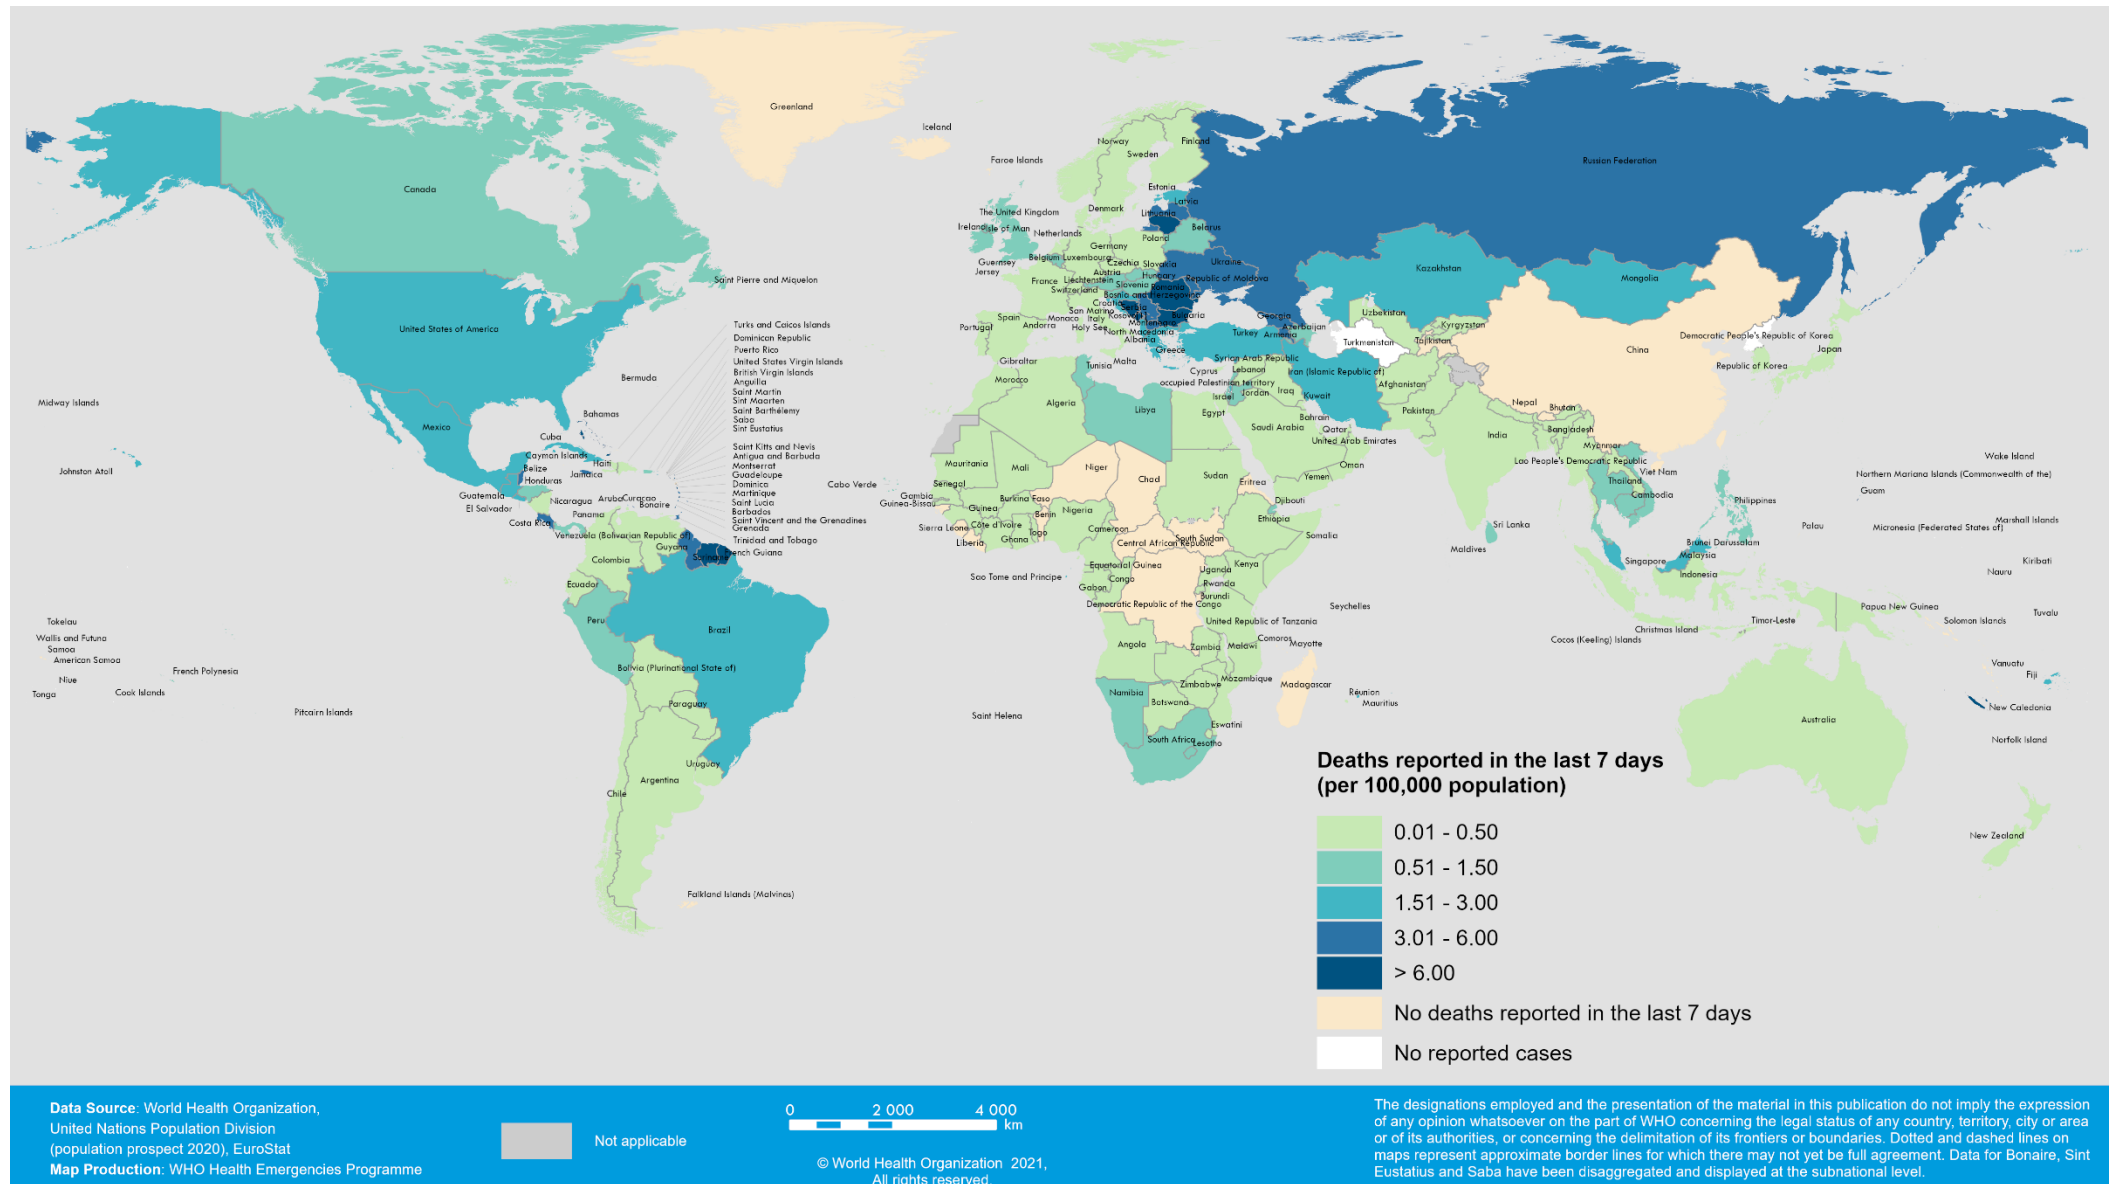 Greenland
Iceland
Faroe Islands
Norway
Sweden
Finland
Russian Federation
Canada
Estonia
Latvia
Lithuania
Denmark
The United Kingdom
Ireland
Isle of Man
Netherlands
Belarus
Poland
Germany
Guernsey
Jersey
Belgium
Luxembourg
Czechia
Slovakia
Ukraine
Austria
Hungary
Republic of Moldova
France
Liechtenstein
Switzerland
Slovenia
Romania
Bosnia and Herzegovina
Croatia
Serbia
San Marino
Kosovo[1]
Bulgaria
Monaco
Italy
Montenegro
Spain
Andorra
Holy See
North Macedonia
Portugal
Albania
Greece
Georgia
Azerbaijan
Turkey
Armenia
Kazakhstan
Mongolia
Uzbekistan
Kyrgyzstan
Turkmenistan
Tajikistan
China
Democratic People's Republic of Korea
Japan
Republic of Korea
Saint Pierre and Miquelon
United States of America
Turks and Caicos Islands
Dominican Republic
Puerto Rico
United States Virgin Islands
British Virgin Islands
Anguilla
Saint Martin
Sint Maarten
Saint Barthélemy
Saba
Sint Eustatius
Saint Kitts and Nevis
Antigua and Barbuda
Montserrat
Guadeloupe
Dominica
Martinique
Saint Lucia
Barbados
Saint Vincent and the Grenadines
Grenada
Trinidad and Tobago
Bermuda
Midway Islands
Bahamas
Mexico
Cuba
Cayman Islands
Haiti
Belize
Jamaica
Honduras
Johnston Atoll
Guatemala
El Salvador
Nicaragua
Aruba
Curacao
Bonaire
Costa Rica
Panama
Venezuela (Bolivarian Republic of)
Guyana
Suriname
French Guiana
Colombia
Ecuador
Peru
Brazil
Bolivia (Plurinational State of)
Paraguay
Uruguay
Argentina
Chile
Falkland Islands (Malvinas)
Tokelau
Wallis and Futuna
Samoa
American Samoa
Niue
Tonga
Cook Islands
French Polynesia
Pitcairn Islands
Gibraltar
Tunisia
Malta
Cyprus
Syrian Arab Republic
Lebanon
Iran (Islamic Republic of)
occupied Palestinian territory
Israel
Jordan
Iraq
Kuwait
Afghanistan
Morocco
Algeria
Libya
Egypt
Bahrain
Qatar
Saudi Arabia
United Arab Emirates
Pakistan
Nepal
Bhutan
Bangladesh
India
Myanmar
Lao People's Democratic Republic
Viet Nam
Thailand
Cambodia
Philippines
Oman
Yemen
Mauritania
Mali
Niger
Chad
Sudan
Eritrea
Djibouti
Cabo Verde
Senegal
Gambia
Guinea-Bissau
Guinea
Burkina Faso
Benin
Nigeria
Sierra Leone
Côte d'Ivoire
Ghana
Togo
Liberia
Cameroon
Central African Republic
South Sudan
Ethiopia
Somalia
Sri Lanka
Maldives
Sao Tome and Principe
Equatorial Guinea
Gabon
Congo
Uganda
Kenya
Rwanda
Burundi
Democratic Republic of the Congo
United Republic of Tanzania
Seychelles
Angola
Zambia
Malawi
Comoros
Mayotte
Mozambique
Zimbabwe
Madagascar
Namibia
Botswana
Réunion
Mauritius
Saint Helena
Eswatini
South Africa
Lesotho
Brunei Darussalam
Malaysia
Singapore
Indonesia
Palau
Wake Island
Northern Mariana Islands (Commonwealth of the)
Guam
Marshall Islands
Micronesia (Federated States of)
Kiribati
Nauru
Papua New Guinea
Solomon Islands
Tuvalu
Timor-Leste
Christmas Island
Cocos (Keeling) Islands
Vanuatu
Fiji
New Caledonia
Norfolk Island
Australia
New Zealand
Deaths reported in the last 7 days
(per 100,000 population)
0.01 - 0.50
0.51 - 1.50
1.51 - 3.00
3.01 - 6.00
> 6.00
No deaths reported in the last 7 days
No reported cases
Data Source: World Health Organization,
United Nations Population Division
(population prospect 2020), EuroStat
Map Production: WHO Health Emergencies Programme
Not applicable
0 2 000 4 000
km
© World Health Organization 2021,
All rights reserved.
The designations employed and the presentation of the material in this publication do not imply the expression
of any opinion whatsoever on the part of WHO concerning the legal status of any country, territory, city or area
or of its authorities, or concerning the delimitation of its frontiers or boundaries. Dotted and dashed lines on
maps represent approximate border lines for which there may not yet be full agreement. Data for Bonaire, Sint
Eustatius and Saba have been disaggregated and displayed at the subnational level.